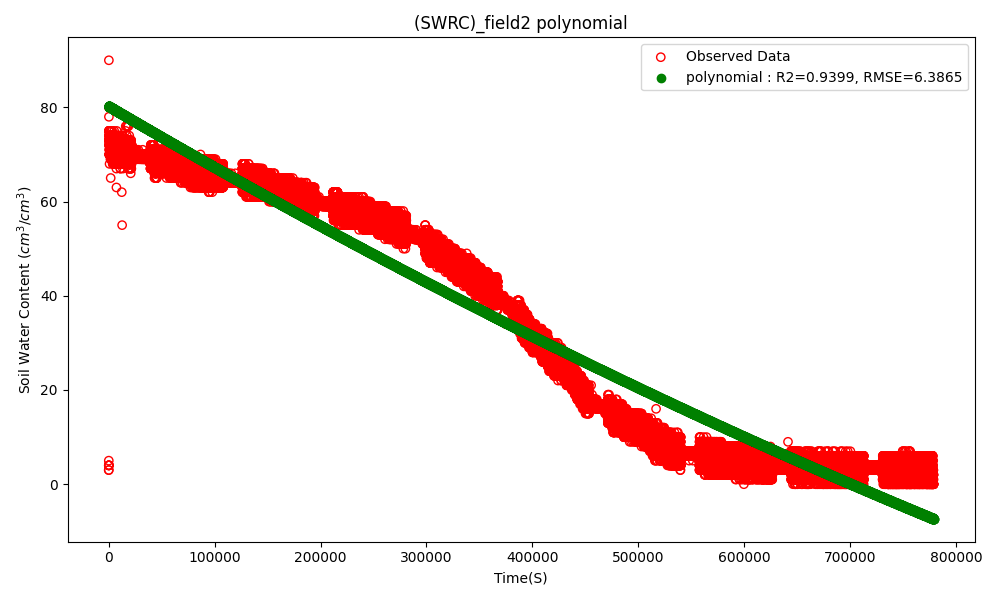 (SWRC)_field2 polynomial
Observed Data
polynomial : R2=0.9399, RMSE=6.3865
Soil Water Content (cm³/cm³)
80
60
40
20
0
0 100000 200000 300000 400000 500000 600000 700000 800000
Time(S)